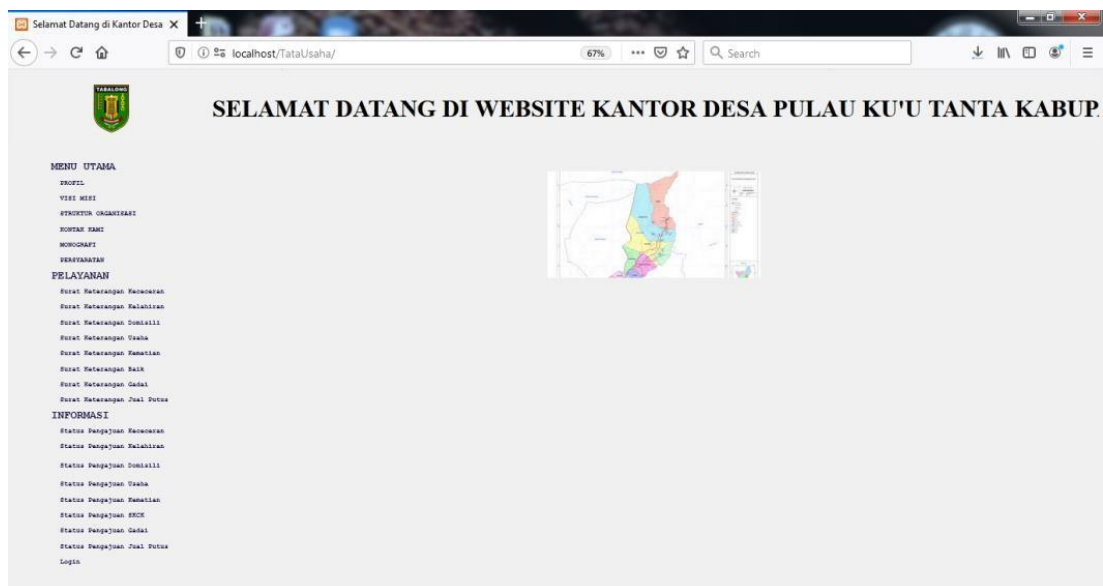 Selamat Datang di Kantor Desa
localhost/TataUsaha/
67%
Search
TABALONG
SELAMAT DATANG DI WEBSITE KANTOR DESA PULAU KU'U TANTA KABUP
MENU UTAMA
PROFIL
VISI MISI
STRUKTUR ORGANISASI
KONTAK KAMI
MONOGRAFI
PERSYARATAN
PELAYANAN
Surat Keterangan Kececeran
Surat Keterangan Kelahiran
Surat Keterangan Domisili
Surat Keterangan Usaha
Surat Keterangan Kematian
Surat Keterangan Baik
Surat Keterangan Gadai
Surat Keterangan Jual Putus
INFORMASI
Status Pengajuan Kececeran
Status Pengajuan Kelahiran
Status Pengajuan Domisili
Status Pengajuan Usaha
Status Pengajuan Kematian
Status Pengajuan SKCK
Status Pengajuan Gadai
Status Pengajuan Jual Putus
Login